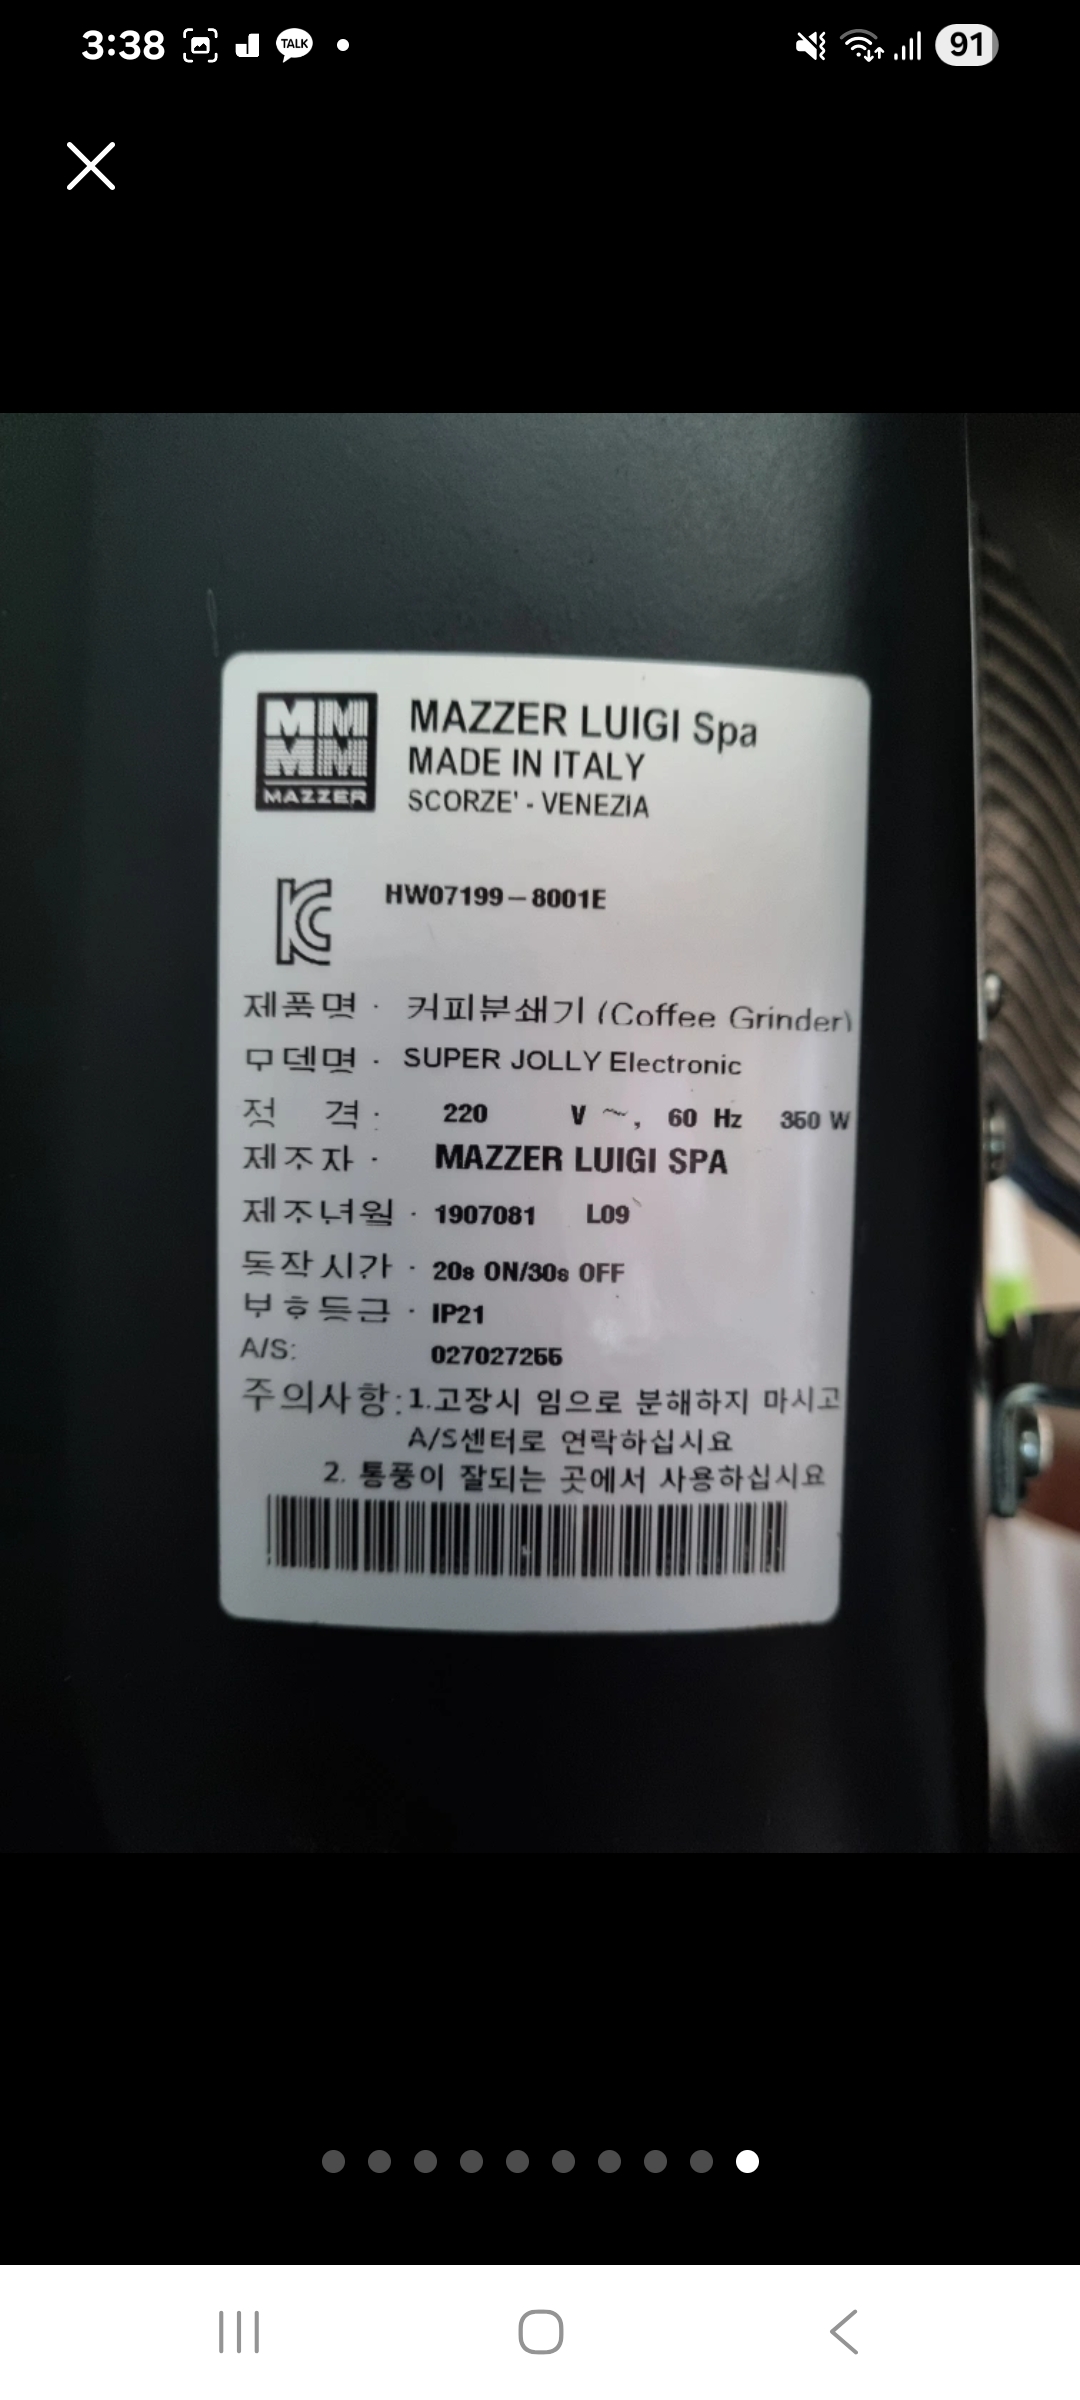 3:38 TALK 91
MAZZER
MAZZER LUIGI Spa
MADE IN ITALY
SCORZE' - VENEZIA
HW07199-8001E
제품명 : 커피분쇄기 (Coffee Grinder)
모델명 : SUPER JOLLY Electronic
정 격 : 220 V ~, 60 Hz 350 W
제조자 : MAZZER LUIGI SPA
제조년월 : 1907081 L09
동작시간 : 20s ON/30s OFF
보호등급 : IP21
A/S: 027027255
주의사항:1.고장시 임으로 분해하지 마시고
A/S센터로 연락하십시요
2. 통풍이 잘되는 곳에서 사용하십시요